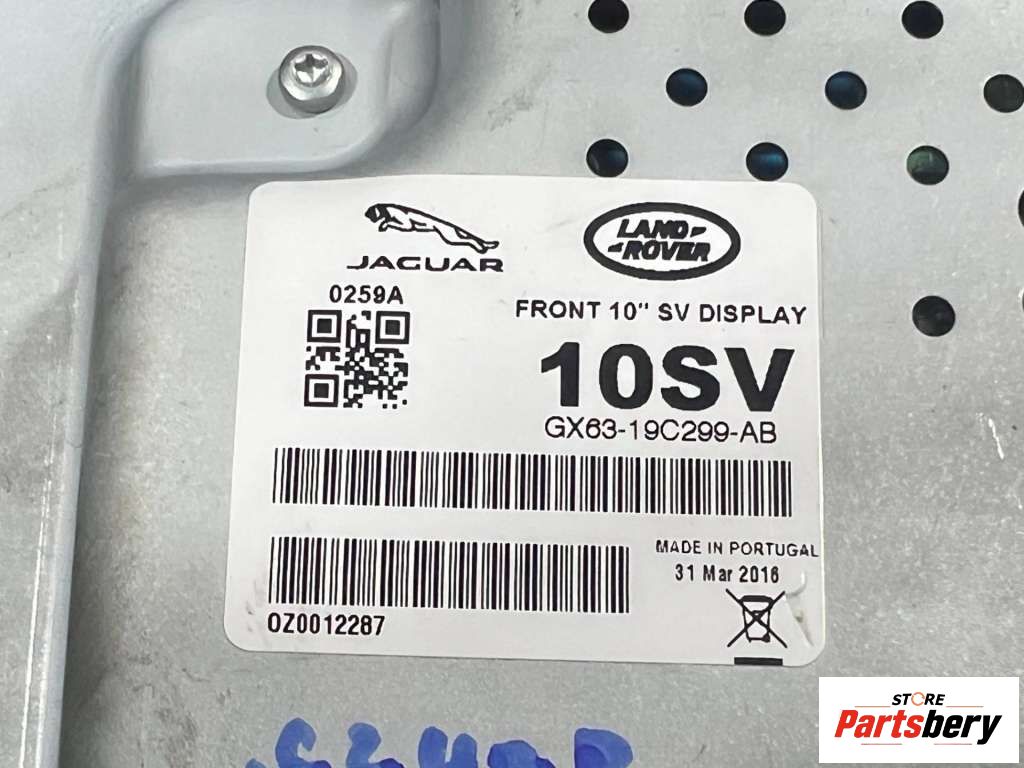 JAGUAR
LAND
ROVER
0259A
FRONT 10" SV DISPLAY
10SV
GX63-19C299-AB
MADE IN PORTUGAL
31 Mar 2016
0Z0012287
STORE
Partsbery